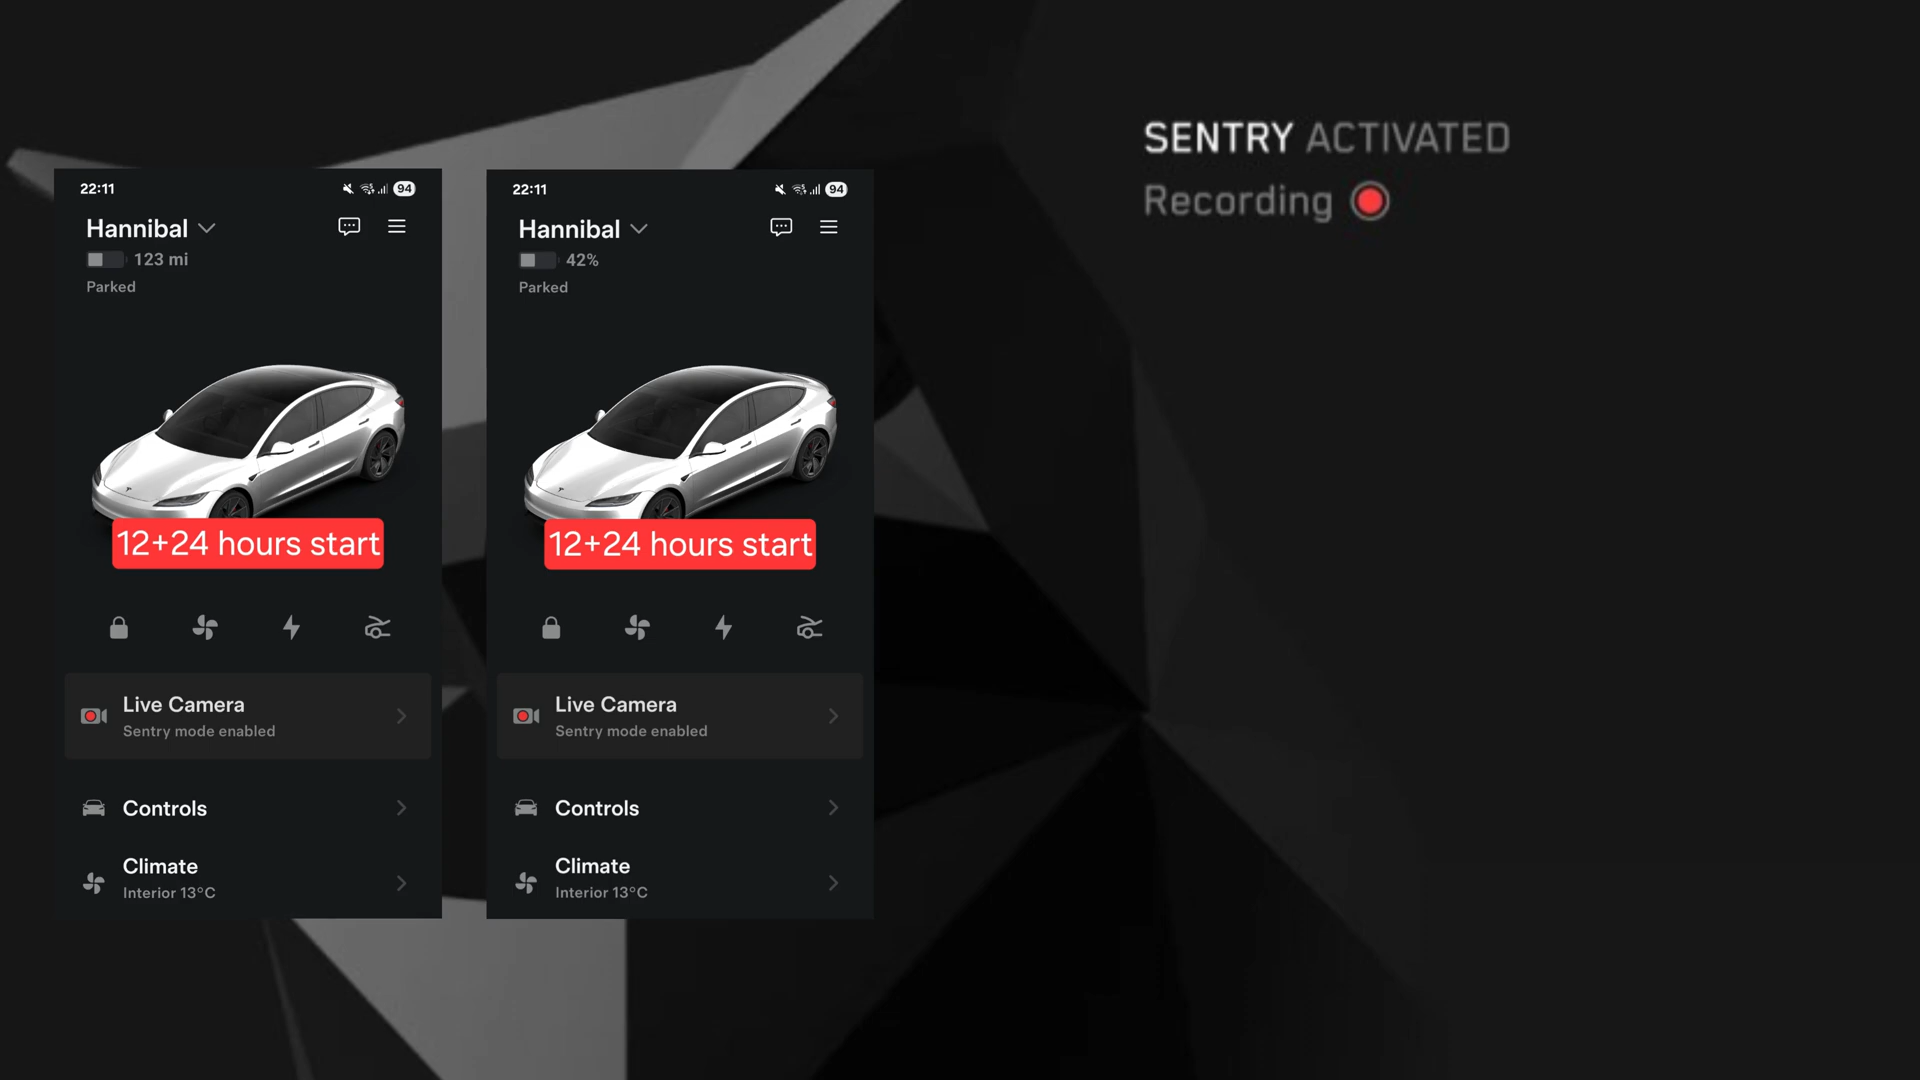 22:11
94
Hannibal
123 mi
Parked
12+24 hours start
Live Camera
Sentry mode enabled
Controls
Climate
Interior 13°C
22:11
94
Hannibal
42%
Parked
12+24 hours start
Live Camera
Sentry mode enabled
Controls
Climate
Interior 13°C
SENTRY ACTIVATED
Recording